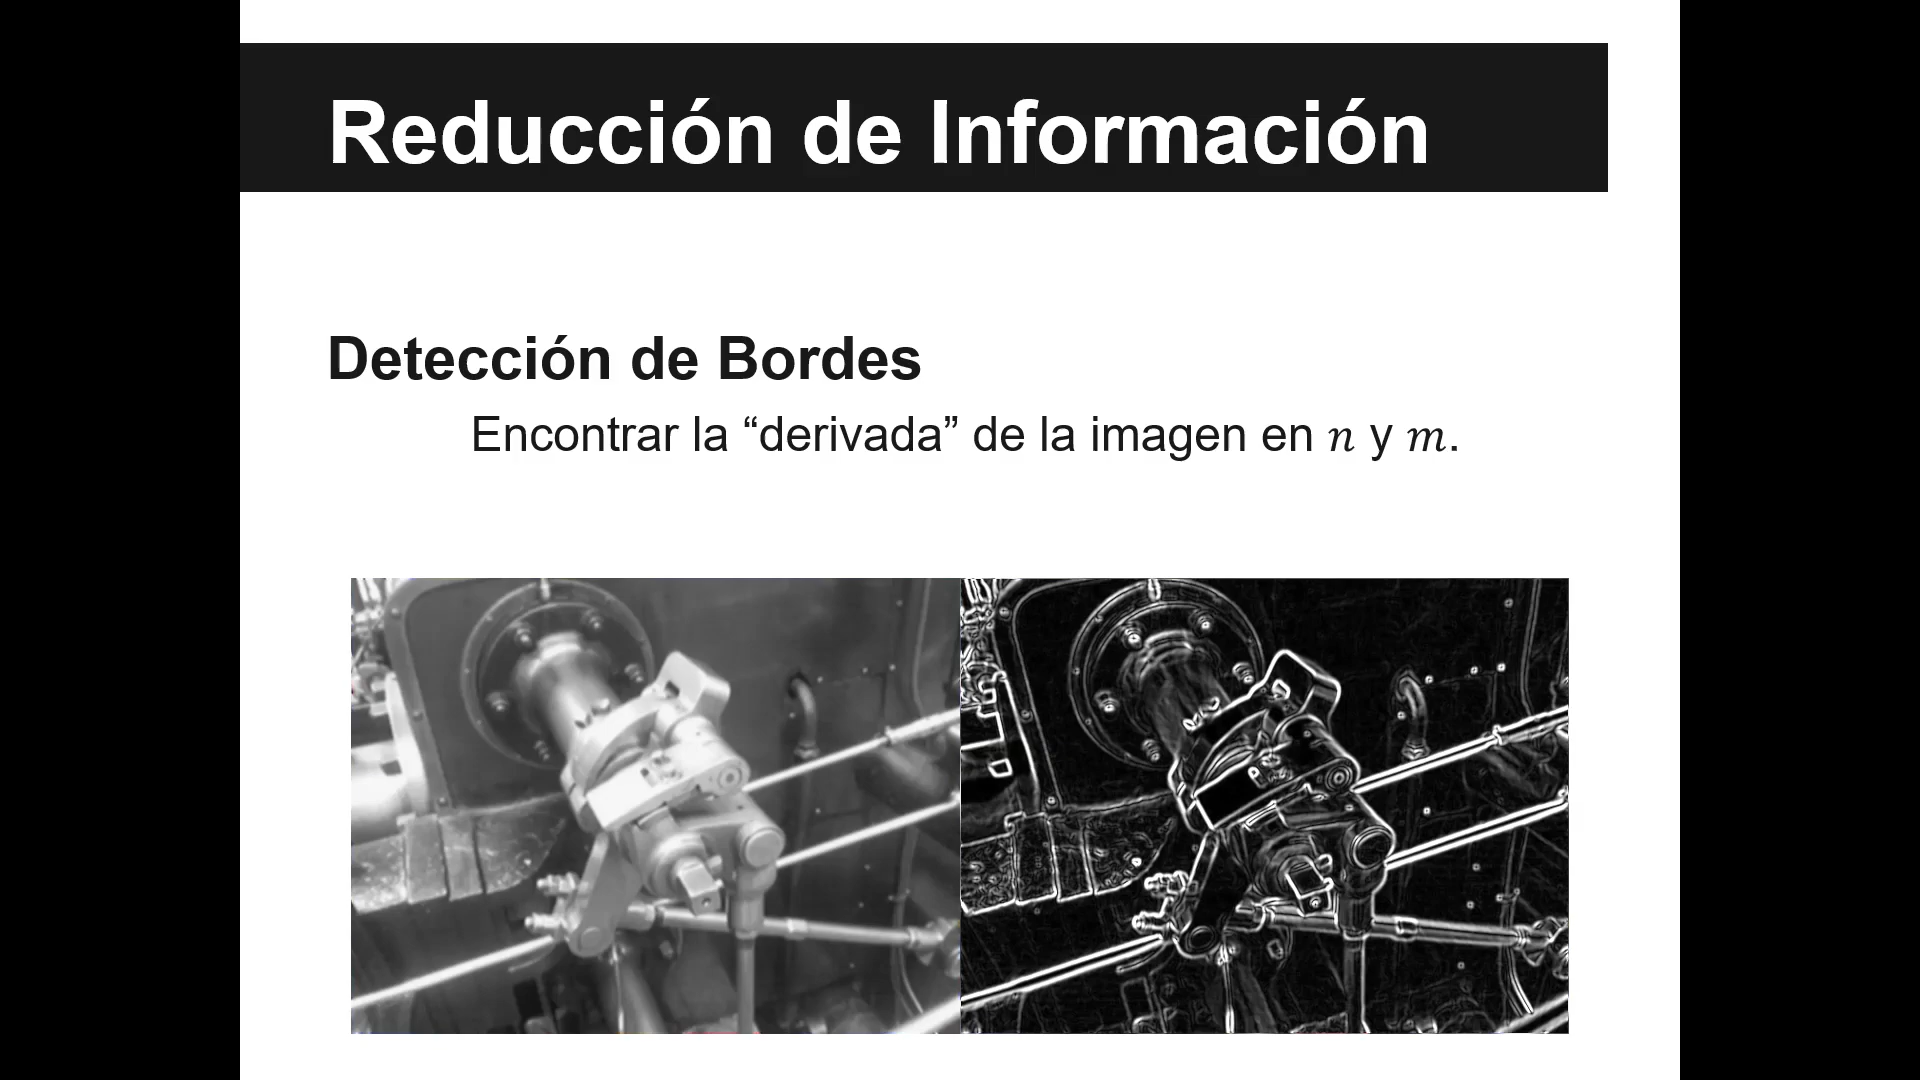 Reducción de Información
Detección de Bordes
Encontrar la “derivada” de la imagen en n y m.